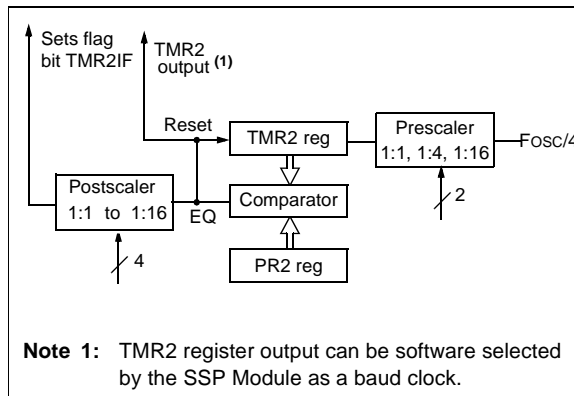 Sets flag
bit TMR2IF
TMR2
output (1)
Reset
TMR2 reg
Prescaler
1:1, 1:4, 1:16
FOSC/4
2
Postscaler
1:1 to 1:16
EQ
Comparator
4
PR2 reg
Note 1: TMR2 register output can be software selected
by the SSP Module as a baud clock.